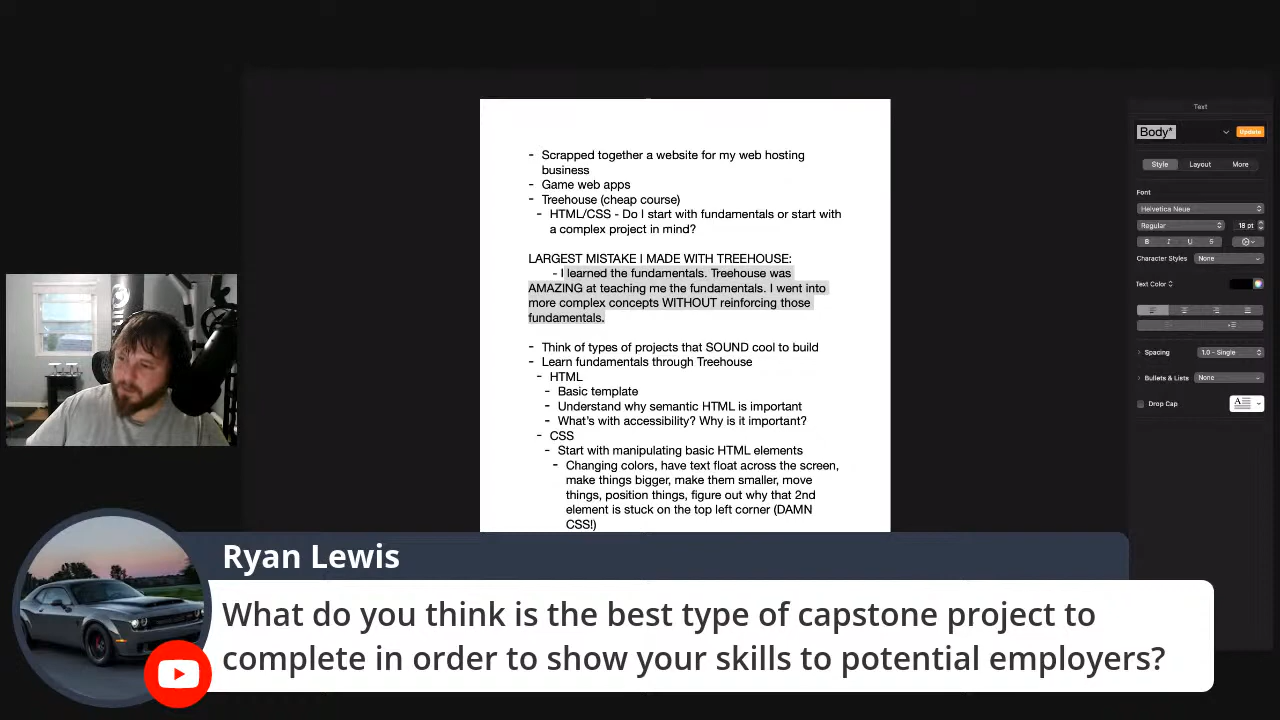 - Scrapped together a website for my web hosting
business
- Game web apps
- Treehouse (cheap course)
- HTML/CSS - Do I start with fundamentals or start with
a complex project in mind?
LARGEST MISTAKE I MADE WITH TREEHOUSE:
- I learned the fundamentals. Treehouse was
AMAZING at teaching me the fundamentals. I went into
more complex concepts WITHOUT reinforcing those
fundamentals.
- Think of types of projects that SOUND cool to build
- Learn fundamentals through Treehouse
- HTML
- Basic template
- Understand why semantic HTML is important
- What's with accessibility? Why is it important?
- CSS
- Start with manipulating basic HTML elements
- Changing colors, have text float across the screen,
make things bigger, make them smaller, move
things, position things, figure out why that 2nd
element is stuck on the top left corner (DAMN
CSS!)
Text
Body*
Update
Style Layout More
Font
Helvetica Neue
Regular 18 pt
B I U S
Character Styles None
Text Color
Spacing 1.0 - Single
Bullets & Lists None
Drop Cap
Ryan Lewis
What do you think is the best type of capstone project to
complete in order to show your skills to potential employers?